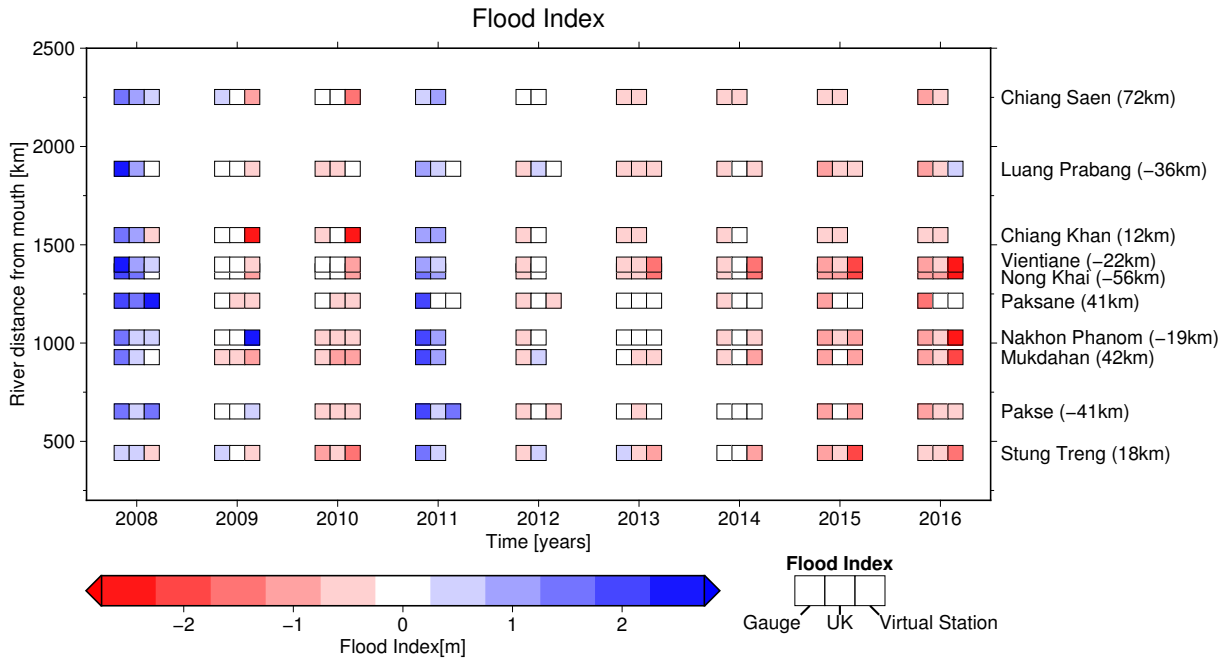 Flood Index
2500
2000
1500
1000
500
River distance from mouth [km]
Chiang Saen (72km)
Luang Prabang (−36km)
Chiang Khan (12km)
Vientiane (−22km)
Nong Khai (−56km)
Paksane (41km)
Nakhon Phanom (−19km)
Mukdahan (42km)
Pakse (−41km)
Stung Treng (18km)
2008 2009 2010 2011 2012 2013 2014 2015 2016
Time [years]
−2 −1 0 1 2
Flood Index[m]
Flood Index
Gauge UK Virtual Station